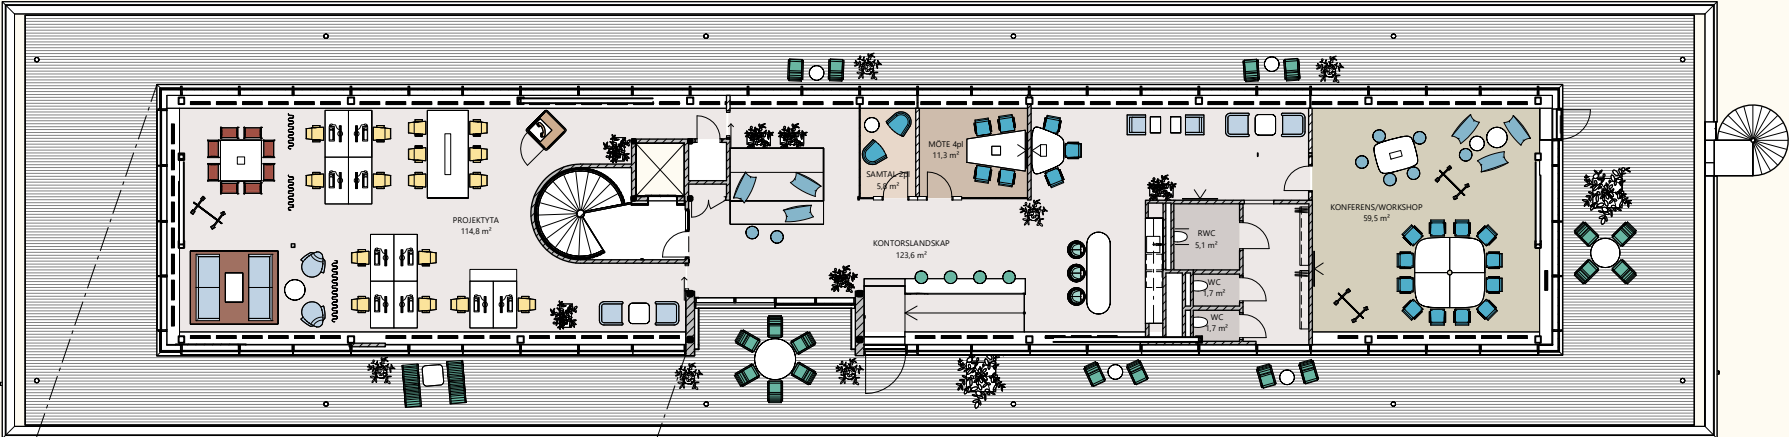 PROJEKTYTA
114,8 m²
SAMTAL 2pl
5,8 m²
MÖTE 4pl
11,3 m²
KONTORSLANDSKAP
123,6 m²
RWC
5,1 m²
WC
1,7 m²
WC
1,7 m²
KONFERENS/WORKSHOP
59,5 m²